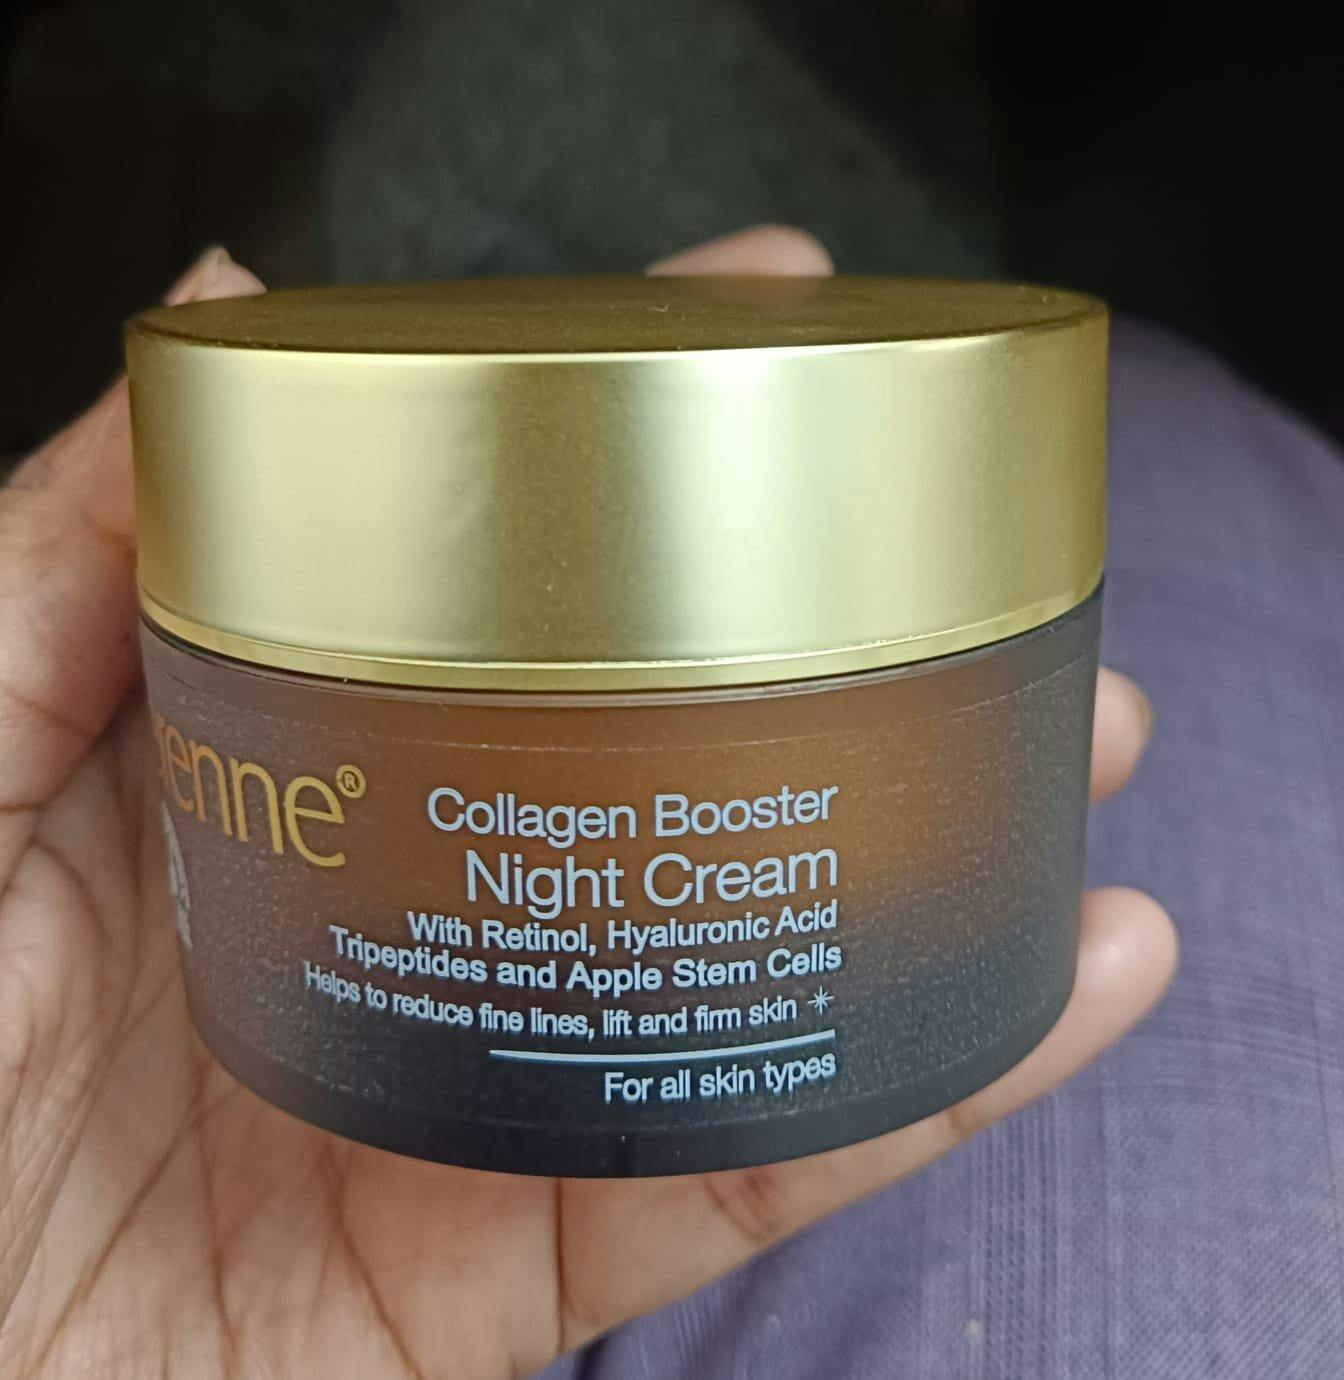 enne®
Collagen Booster
Night Cream
With Retinol, Hyaluronic Acid
Tripeptides and Apple Stem Cells
Helps to reduce fine lines, lift and firm skin *
For all skin types